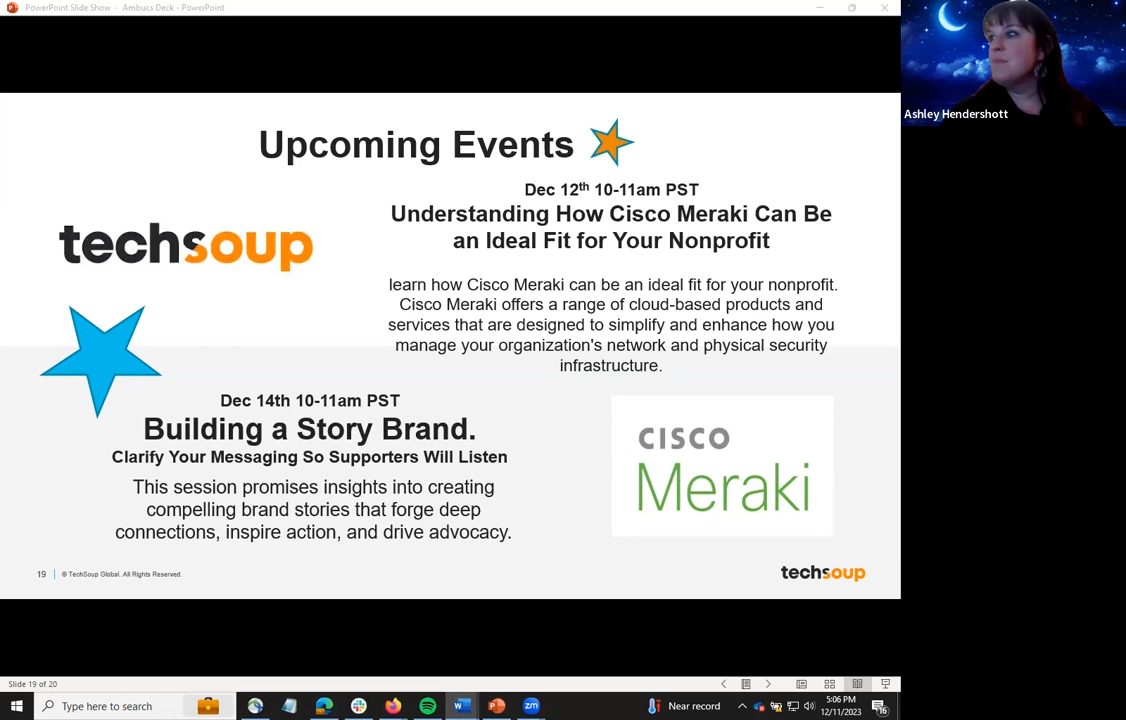 PowerPoint Slide Show - Ambucs Deck - PowerPoint
Ashley Hendershott
Upcoming Events
Dec 12th 10-11am PST
Understanding How Cisco Meraki Can Be
an Ideal Fit for Your Nonprofit
techsoup
learn how Cisco Meraki can be an ideal fit for your nonprofit.
Cisco Meraki offers a range of cloud-based products and
services that are designed to simplify and enhance how you
manage your organization's network and physical security
infrastructure.
Dec 14th 10-11am PST
Building a Story Brand.
Clarify Your Messaging So Supporters Will Listen
This session promises insights into creating
compelling brand stories that forge deep
connections, inspire action, and drive advocacy.
CISCO
Meraki
19
© TechSoup Global. All Rights Reserved.
techsoup
Slide 19 of 20
Type here to search
W
P
zm
Near record
5:06 PM
12/11/2023
16